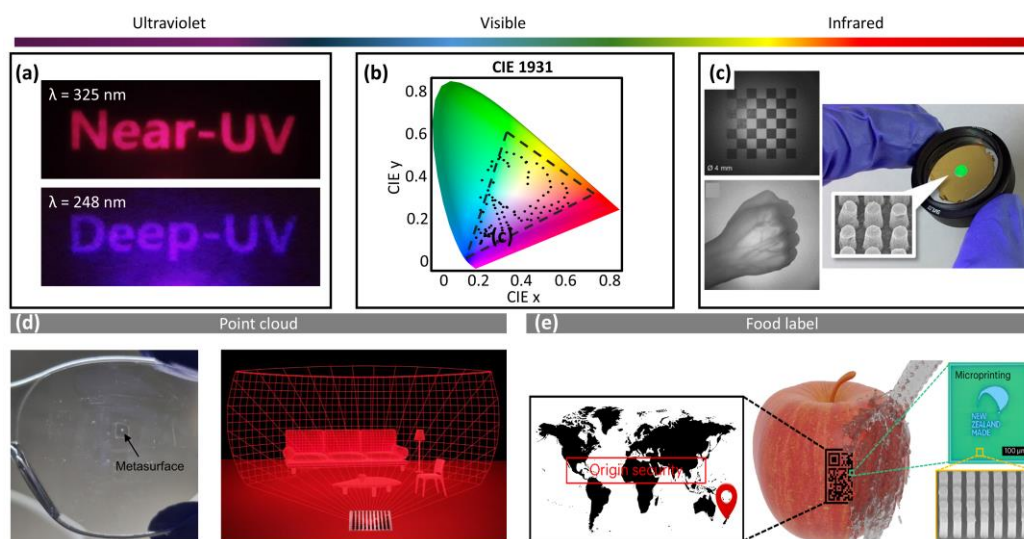 Ultraviolet Visible Infrared
(a)
λ = 325 nm
Near-UV
λ = 248 nm
Deep-UV
(b)
CIE 1931
0.8
0.6
0.4
0.2
0
CIE y
(c)
0 0.2 0.4 0.6 0.8
CIE x
(c)
Ø 4 mm
(d) Point cloud
Metasurface
(e) Food label
Origin security
Microprinting
NEW
ZEALAND
MADE
100 μm